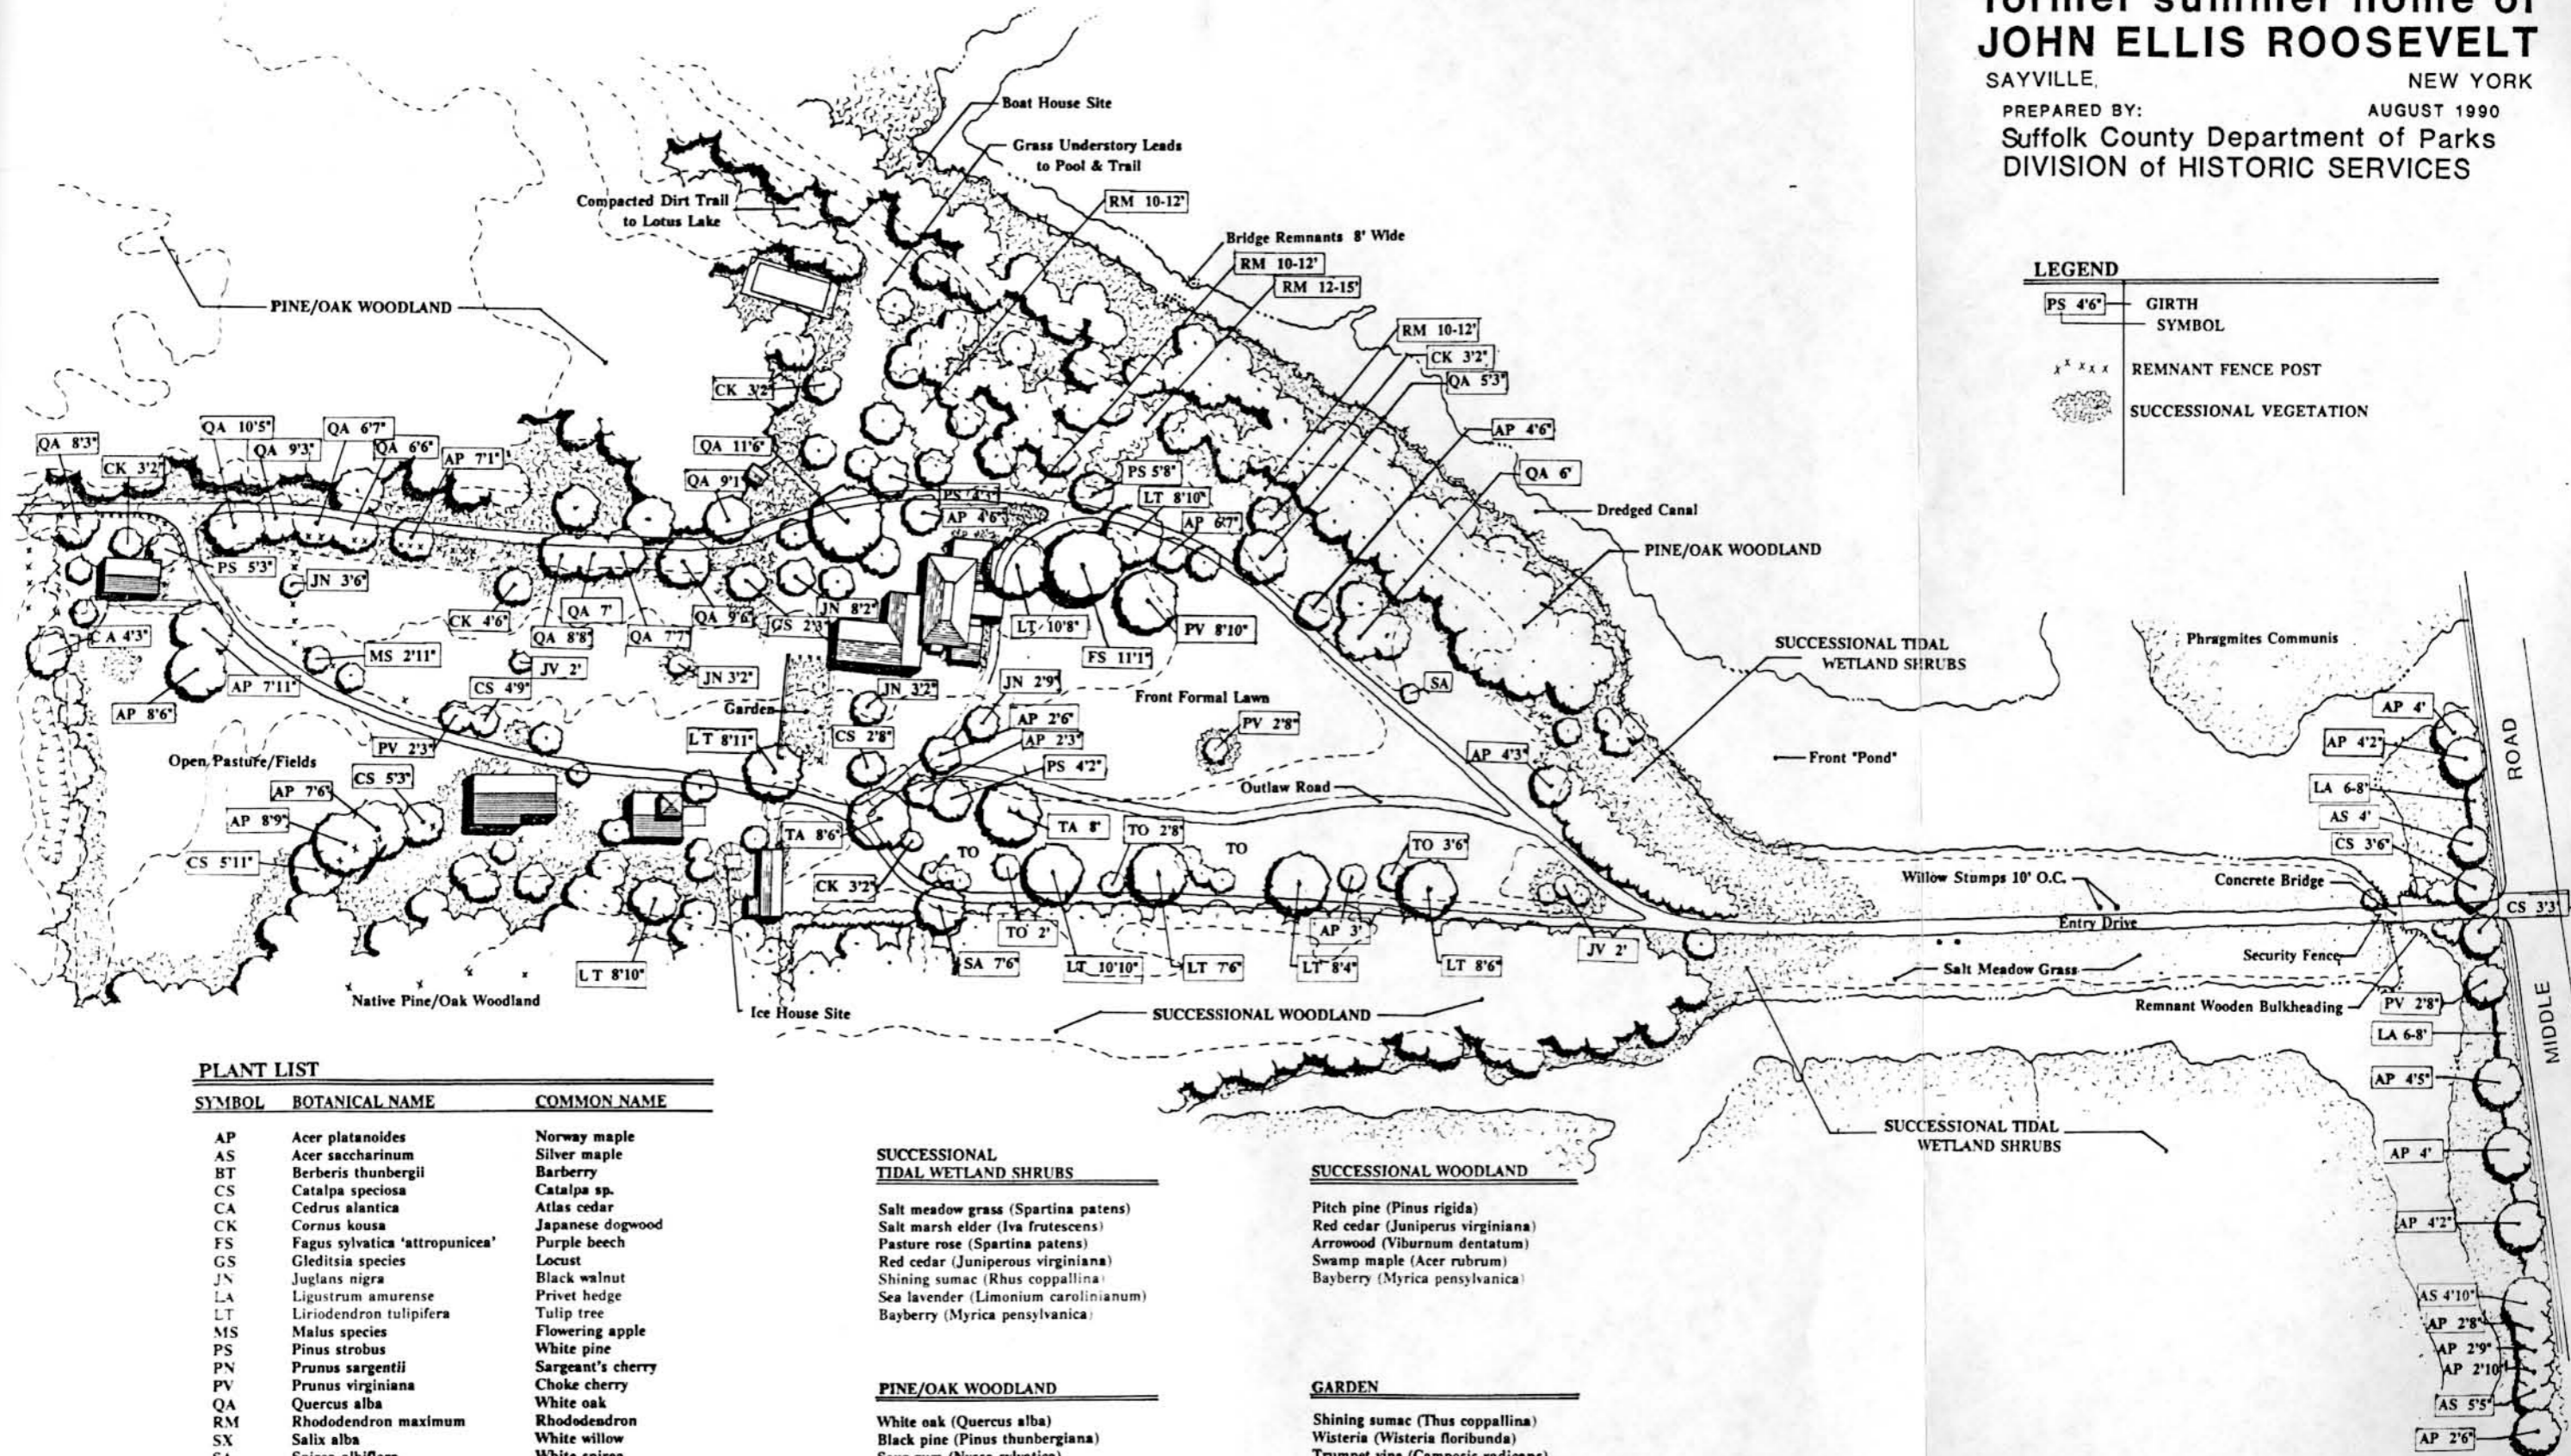 former summer home of
JOHN ELLIS ROOSEVELT
SAYVILLE, NEW YORK
PREPARED BY: AUGUST 1990
Suffolk County Department of Parks
DIVISION of HISTORIC SERVICES
LEGEND
PS 4'6" GIRTH
SYMBOL
x x x x REMNANT FENCE POST
SUCCESSIONAL VEGETATION
Boat House Site
Grass Understory Leads
to Pool & Trail
Compacted Dirt Trail
to Lotus Lake
RM 10-12'
Bridge Remnants 8' Wide
RM 10-12'
RM 12-15'
PINE/OAK WOODLAND
RM 10-12'
CK 3'2"
QA 5'3"
CK 3'2"
AP 4'6"
QA 8'3"
CK 3'2"
QA 10'5"
QA 9'3"
QA 6'7"
QA 6'6"
AP 7'1"
QA 11'6"
QA 9'1"
PS 5'8"
LT 8'10"
AP 4'6"
AP 6'7"
QA 6'
Dredged Canal
PINE/OAK WOODLAND
PS 5'3"
JN 3'6"
CK 4'6"
QA 8'8"
QA 7'
QA 7'7"
QA 9'6"
GS 2'3"
JN 8'2"
LT 10'8"
FS 11'1"
PV 8'10"
CA 4'3"
MS 2'11"
JV 2'
JN 3'2"
SUCCESSIONAL TIDAL
WETLAND SHRUBS
Phragmites Communis
AP 7'11"
AP 8'6"
CS 4'9"
PV 2'3"
Garden
JN 3'2"
JN 2'9"
Front Formal Lawn
SA
LT 8'11"
CS 2'8"
AP 2'6"
AP 2'3"
PS 4'2"
PV 2'8"
AP 4'3"
Front "Pond"
AP 4'
AP 4'2"
ROAD
Open Pasture/Fields
CS 5'3"
AP 7'6"
AP 8'9"
CS 5'11"
Outlaw Road
LA 6-8'
AS 4'
CS 3'6"
TA 8'6"
TA 8'
TO 2'8"
TO
TO
TO 3'6"
CK 3'2"
Willow Stumps 10' O.C.
Concrete Bridge
CS 3'3"
Entry Drive
TO 2'
AP 3'
JV 2'
Security Fence
LT 8'10"
SA 7'6"
LT 10'10"
LT 7'6"
LT 8'4"
LT 8'6"
Salt Meadow Grass
Native Pine/Oak Woodland
Ice House Site
SUCCESSIONAL WOODLAND
Remnant Wooden Bulkheading
PV 2'8"
LA 6-8'
MIDDLE
AP 4'5"
SUCCESSIONAL TIDAL
WETLAND SHRUBS
AP 4'
AP 4'2"
AS 4'10"
AP 2'8"
AP 2'9"
AP 2'10"
AS 5'5"
AP 2'6"
PLANT LIST
SYMBOL BOTANICAL NAME COMMON NAME
AP Acer platanoides Norway maple
AS Acer saccharinum Silver maple
BT Berberis thunbergii Barberry
CS Catalpa speciosa Catalpa sp.
CA Cedrus alantica Atlas cedar
CK Cornus kousa Japanese dogwood
FS Fagus sylvatica 'attropunicea' Purple beech
GS Gleditsia species Locust
JN Juglans nigra Black walnut
LA Ligustrum amurense Privet hedge
LT Liriodendron tulipifera Tulip tree
MS Malus species Flowering apple
PS Pinus strobus White pine
PN Prunus sargentii Sargeant's cherry
PV Prunus virginiana Choke cherry
QA Quercus alba White oak
RM Rhododendron maximum Rhododendron
SX Salix alba White willow
SUCCESSIONAL
TIDAL WETLAND SHRUBS
Salt meadow grass (Spartina patens)
Salt marsh elder (Iva frutescens)
Pasture rose (Spartina patens)
Red cedar (Juniperous virginiana)
Shining sumac (Rhus coppallina)
Sea lavender (Limonium carolinianum)
Bayberry (Myrica pensylvanica)
PINE/OAK WOODLAND
White oak (Quercus alba)
Black pine (Pinus thunbergiana)
SUCCESSIONAL WOODLAND
Pitch pine (Pinus rigida)
Red cedar (Juniperus virginiana)
Arrowood (Viburnum dentatum)
Swamp maple (Acer rubrum)
Bayberry (Myrica pensylvanica)
GARDEN
Shining sumac (Thus coppallina)
Wisteria (Wisteria floribunda)